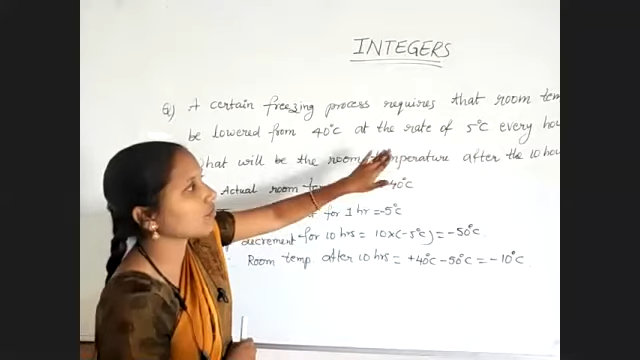 INTEGERS
Q) A certain freezing process requires that room tem
be lowered from 40°C at the rate of 5°C every ho
hat will be the room temperature after the 10 hou
Actual room 40°C
for 1 hr = -5°C
decrement for 10 hrs = 10×(-5°C) = -50°C.
Room temp. after 10 hrs = +40°C - 50°C = -10°C.